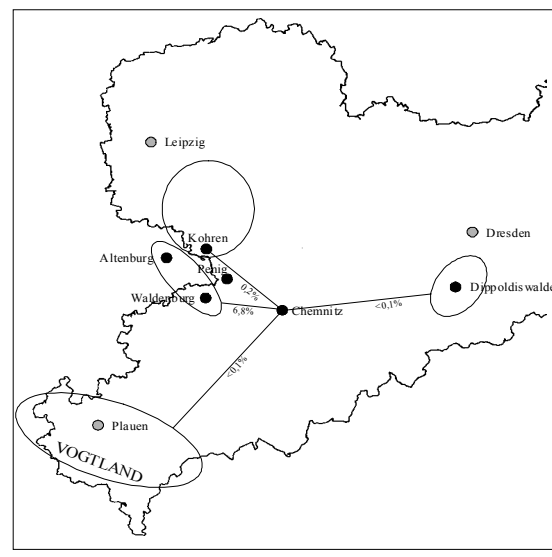 Leipzig
Kohren
Dresden
Altenburg
Penig
Dippoldiswalde
0,2%
Waldenburg
6,8%
Chemnitz
<0,1%
<0,1%
Plauen
VOGTLAND